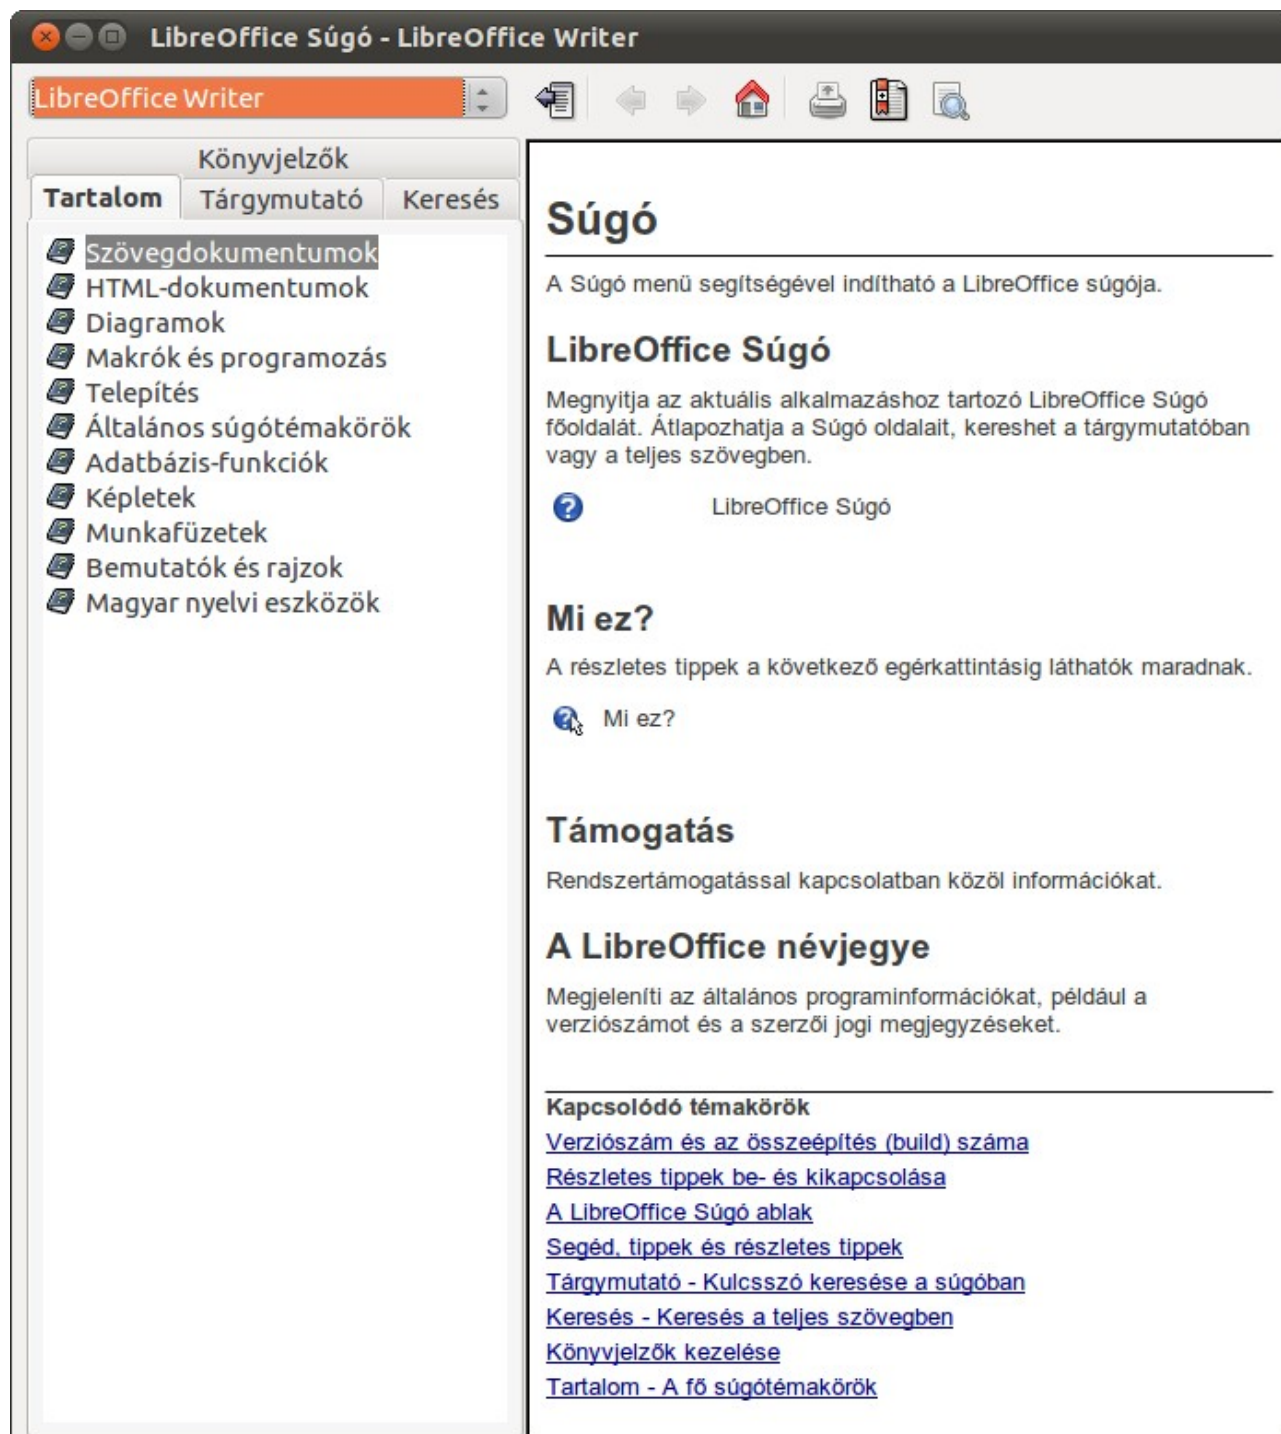 LibreOffice Súgó - LibreOffice Writer
LibreOffice Writer
Könyvjelzők
Tartalom Tárgymutató Keresés
Szövegdokumentumok
HTML-dokumentumok
Diagramok
Makrók és programozás
Telepítés
Általános súgótémakörök
Adatbázis-funkciók
Képletek
Munkafüzetek
Bemutatók és rajzok
Magyar nyelvi eszközök
Súgó
A Súgó menü segítségével indítható a LibreOffice súgója.
LibreOffice Súgó
Megnyitja az aktuális alkalmazáshoz tartozó LibreOffice Súgó
főoldalát. Átlapozhatja a Súgó oldalait, kereshet a tárgymutatóban
vagy a teljes szövegben.
LibreOffice Súgó
Mi ez?
A részletes tippek a következő egérkattintásig láthatók maradnak.
Mi ez?
Támogatás
Rendszertámogatással kapcsolatban közöl információkat.
A LibreOffice névjegye
Megjeleníti az általános programinformációkat, például a
verziószámot és a szerzői jogi megjegyzéseket.
Kapcsolódó témakörök
Verziószám és az összeépítés (build) száma
Részletes tippek be- és kikapcsolása
A LibreOffice Súgó ablak
Segéd, tippek és részletes tippek
Tárgymutató - Kulcsszó keresése a súgóban
Keresés - Keresés a teljes szövegben
Könyvjelzők kezelése
Tartalom - A fő súgótémakörök